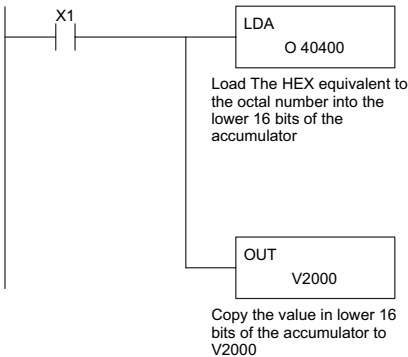 X1
LDA
O 40400
Load The HEX equivalent to
the octal number into the
lower 16 bits of the
accumulator
OUT
V2000
Copy the value in lower 16
bits of the accumulator to
V2000